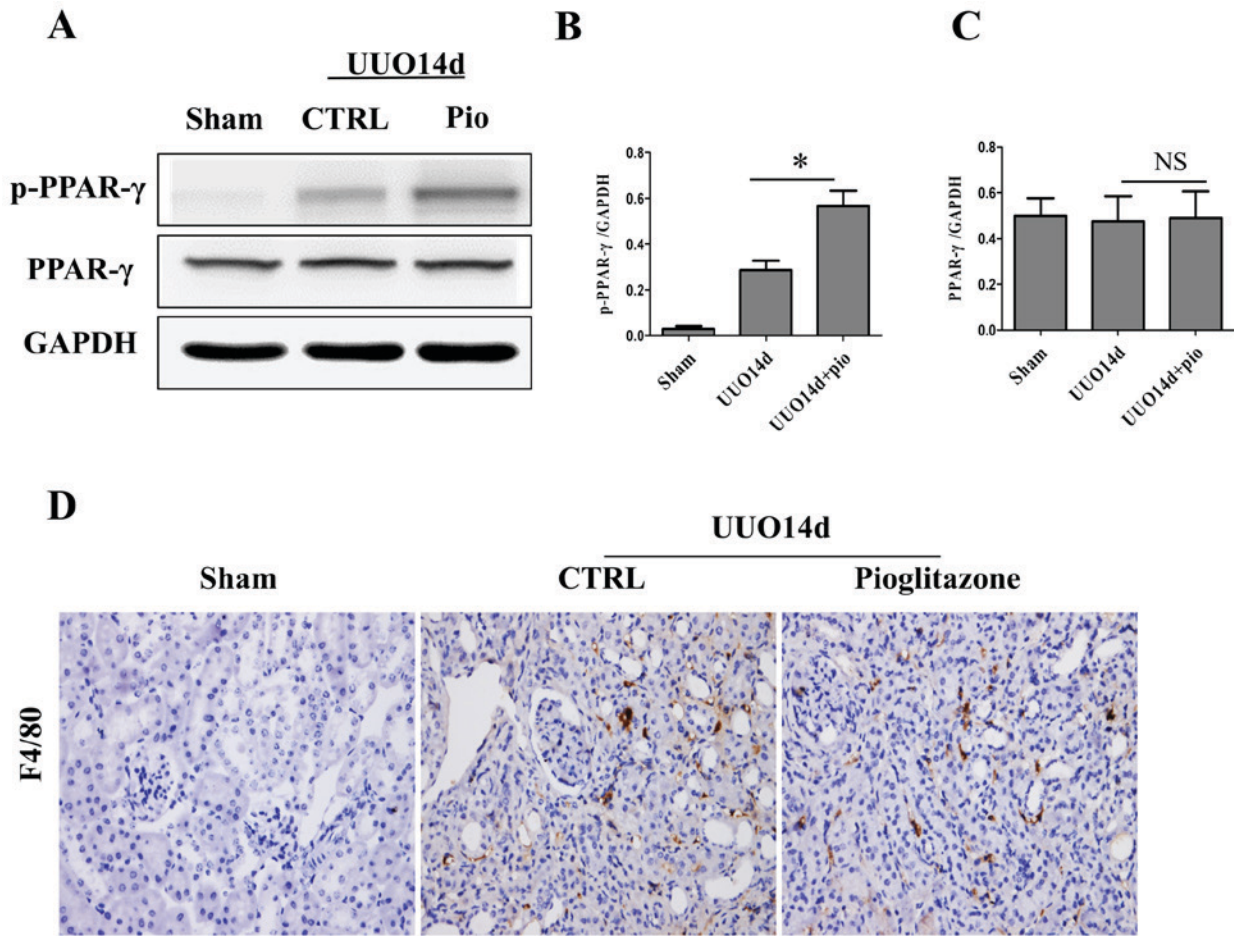 A
UUO14d
Sham CTRL Pio
p-PPAR-γ
PPAR-γ
GAPDH
B
0.8
0.6
0.4
0.2
0.0
p-PPAR-γ /GAPDH
*
Sham
UUO14d
UUO14d+pio
C
0.8
0.6
0.4
0.2
0.0
PPAR-γ /GAPDH
NS
Sham
UUO14d
UUO14d+pio
D
UUO14d
Sham CTRL Pioglitazone
F4/80